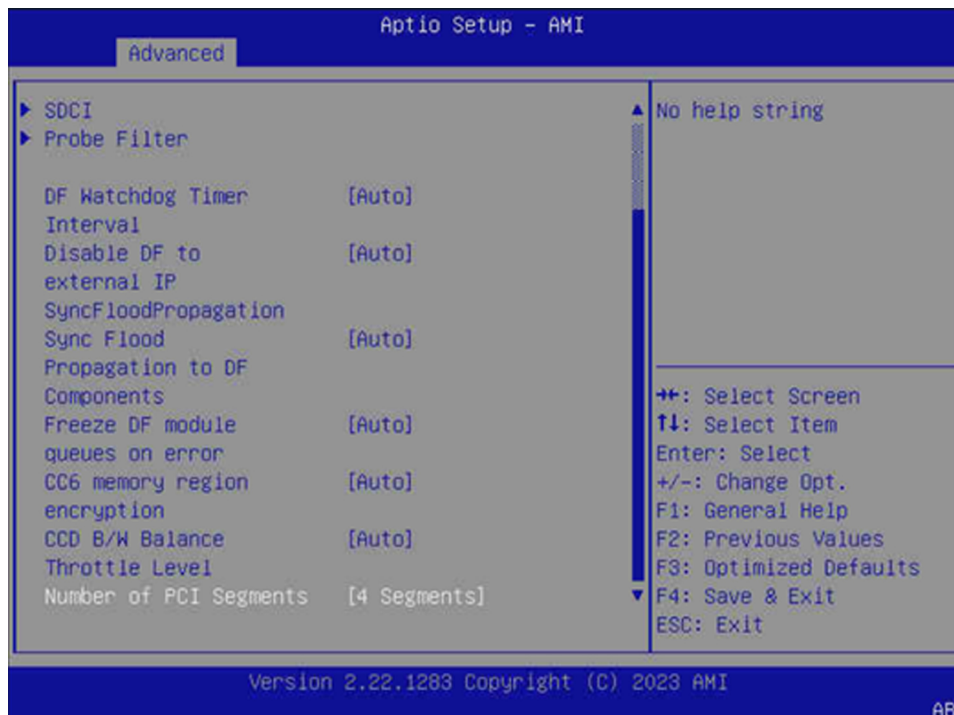 Aptio Setup – AMI
Advanced
SDCI
Probe Filter
DF Watchdog Timer [Auto]
Interval
Disable DF to [Auto]
external IP
SyncFloodPropagation
Sync Flood [Auto]
Propagation to DF
Components
Freeze DF module [Auto]
queues on error
CC6 memory region [Auto]
encryption
CCD B/W Balance [Auto]
Throttle Level
Number of PCI Segments [4 Segments]
No help string
→←: Select Screen
↑↓: Select Item
Enter: Select
+/-: Change Opt.
F1: General Help
F2: Previous Values
F3: Optimized Defaults
F4: Save & Exit
ESC: Exit
Version 2.22.1283 Copyright (C) 2023 AMI